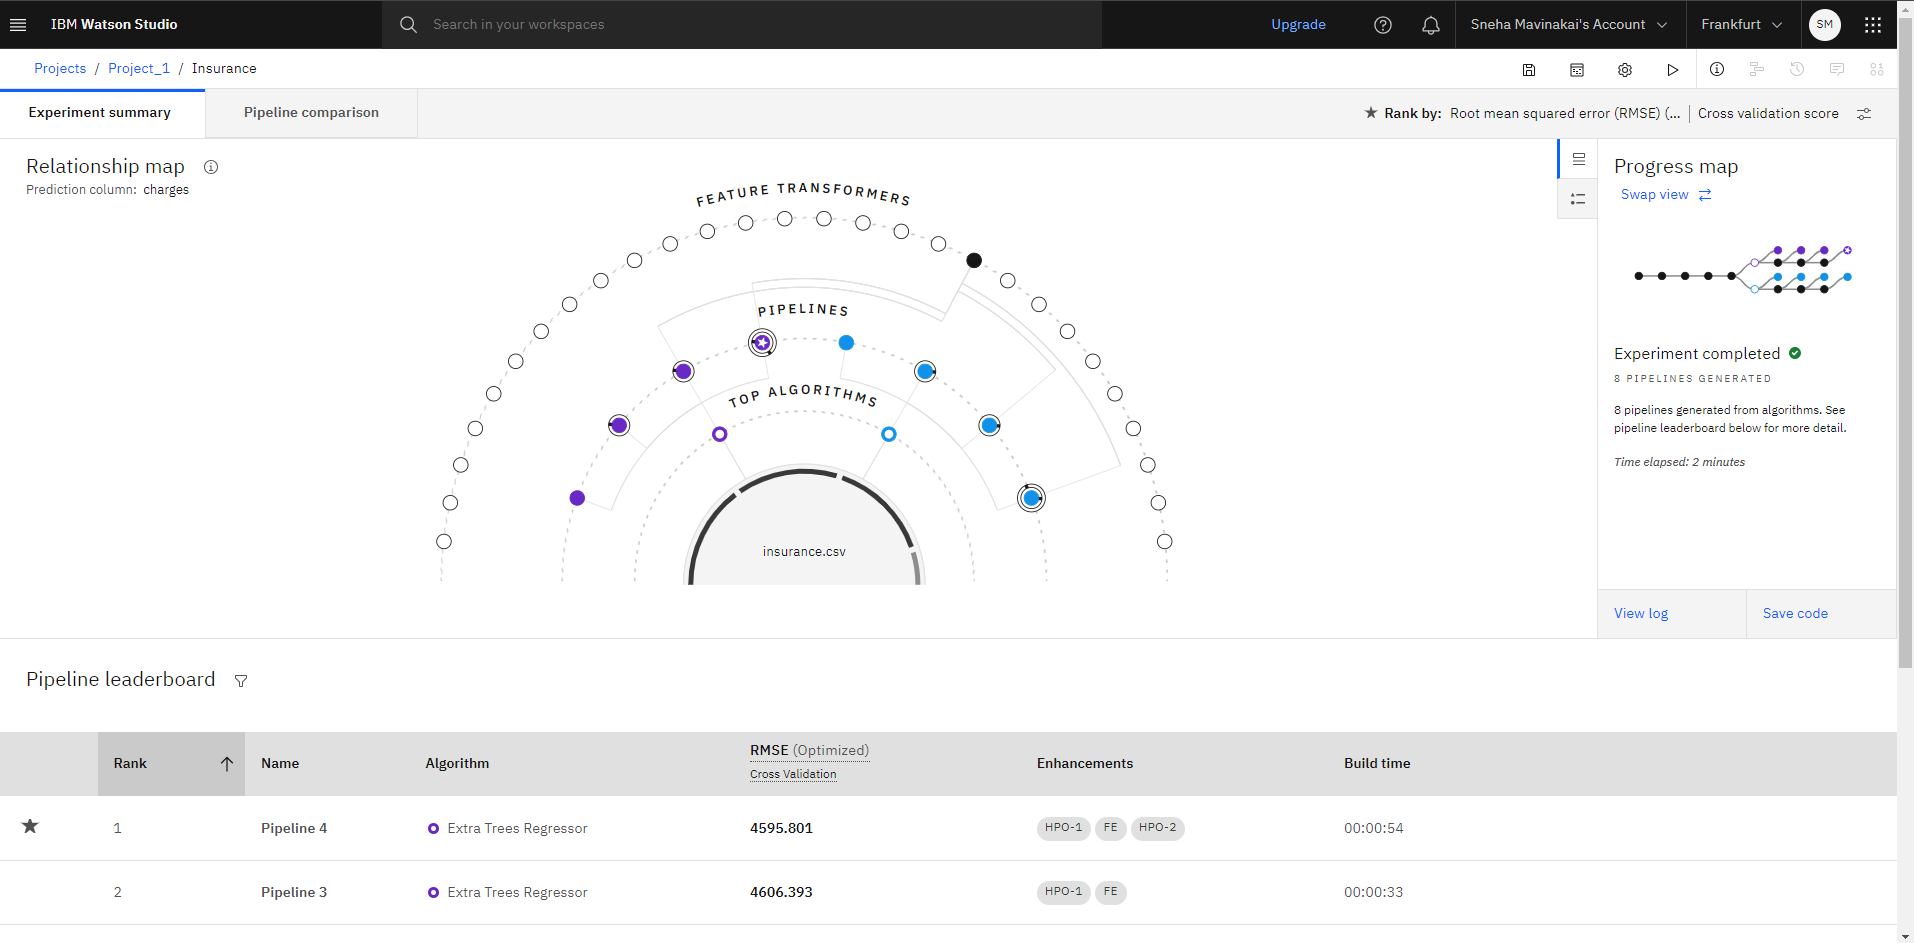 IBM Watson Studio
Search in your workspaces
Upgrade
Sneha Mavinakai's Account
Frankfurt
SM
Projects / Project_1 / Insurance
Experiment summary
Pipeline comparison
Rank by: Root mean squared error (RMSE) (... | Cross validation score
Relationship map
Prediction column: charges
FEATURE TRANSFORMERS
PIPELINES
TOP ALGORITHMS
insurance.csv
Progress map
Swap view
Experiment completed
8 PIPELINES GENERATED
8 pipelines generated from algorithms. See
pipeline leaderboard below for more detail.
Time elapsed: 2 minutes
View log
Save code
Pipeline leaderboard
Rank Name Algorithm RMSE (Optimized) Enhancements Build time
Cross Validation
1 Pipeline 4 Extra Trees Regressor 4595.801 HPO-1 FE HPO-2 00:00:54
2 Pipeline 3 Extra Trees Regressor 4606.393 HPO-1 FE 00:00:33